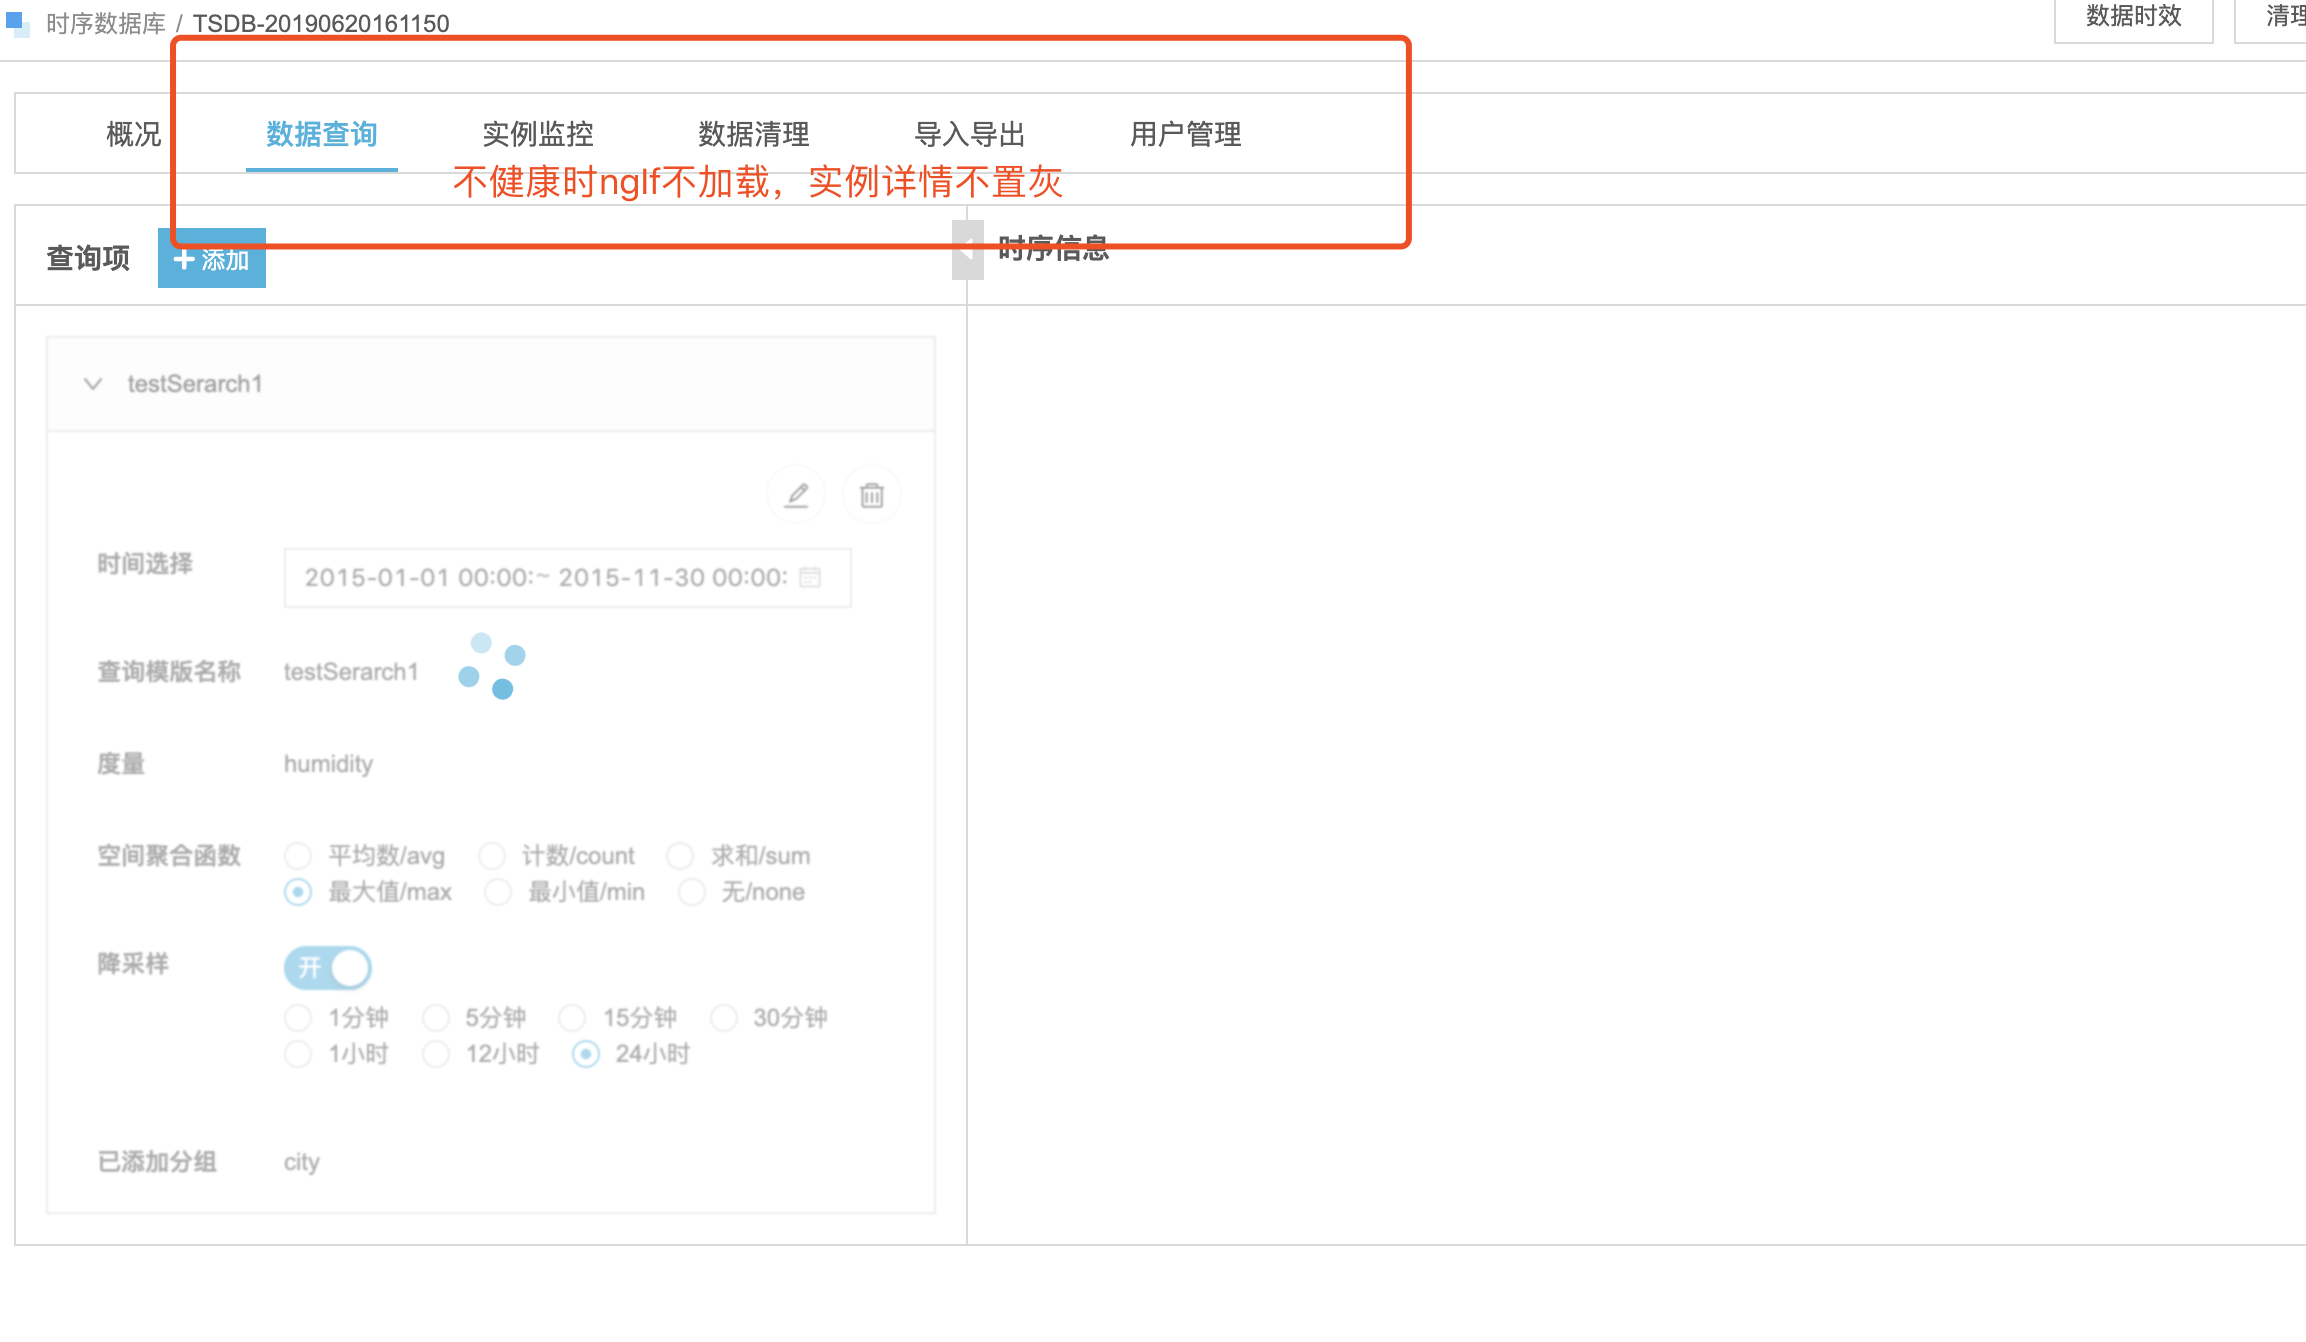 时序数据库 / TSDB-20190620161150
数据时效
清理
概况 数据查询 实例监控 数据清理 导入导出 用户管理
不健康时nglf不加载，实例详情不置灰
查询项 添加
时序信息
testSerarch1
时间选择 2015-01-01 00:00:~ 2015-11-30 00:00:
查询模版名称 testSerarch1
度量 humidity
空间聚合函数 平均数/avg 计数/count 求和/sum
最大值/max 最小值/min 无/none
降采样 开
1分钟 5分钟 15分钟 30分钟
1小时 12小时 24小时
已添加分组 city